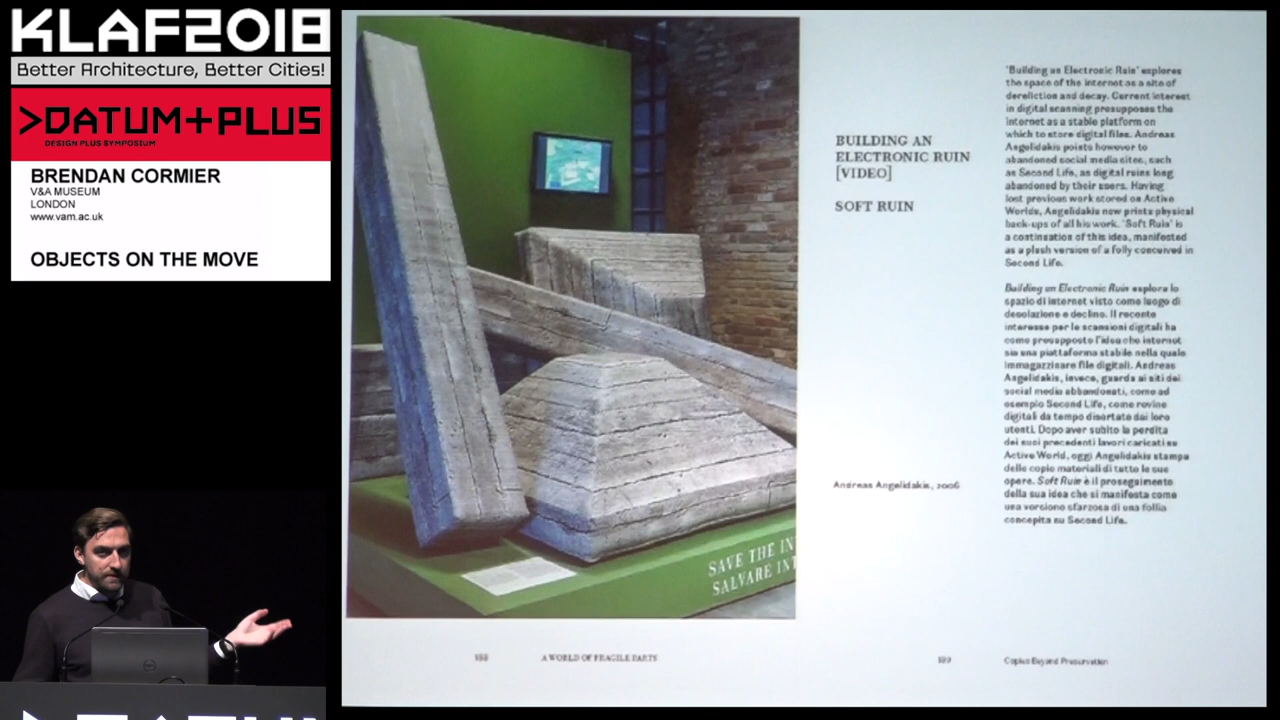 KLAF2018
Better Architecture, Better Cities!
>DATUM+PLUS
DESIGN PLUS SYMPOSIUM
BRENDAN CORMIER
V&A MUSEUM
LONDON
www.vam.ac.uk
OBJECTS ON THE MOVE
SAVE THE IN
SALVARE INT
BUILDING AN
ELECTRONIC RUIN
[VIDEO]
SOFT RUIN
Andreas Angelidakis, 2006
'Building an Electronic Ruin' explores
the space of the internet as a site of
dereliction and decay. Current interest
in digital scanning presupposes the
internet as a stable platform on
which to store digital files. Andreas
Angelidakis points however to
abandoned social media sites, such
as Second Life, as digital ruins long
abandoned by their users. Having
lost previous work stored on Active
Worlds, Angelidakis now prints physical
back-ups of all his work. 'Soft Ruin' is
a continuation of this idea, manifested
as a plush version of a folly conceived in
Second Life.
Building an Electronic Ruin esplora lo
spazio di internet visto come luogo di
desolazione e declino. Il recente
interesse per le scansioni digitali ha
come presupposto l'idea che internet
sia una piattaforma stabile nella quale
immagazzinare file digitali. Andreas
Angelidakis, invece, guarda ai siti dei
social media abbandonati, come ad
esempio Second Life, come rovine
digitali da tempo disertate dai loro
utenti. Dopo aver subito la perdita
dei suoi precedenti lavori caricati su
Active World, oggi Angelidakis stampa
delle copie materiali di tutte le sue
opere. Soft Ruin è il proseguimento
della sua idea che si manifesta come
una versione sfarzosa di una follia
concepita su Second Life.
188
A WORLD OF FRAGILE PARTS
189
Copies Beyond Preservation
DELL